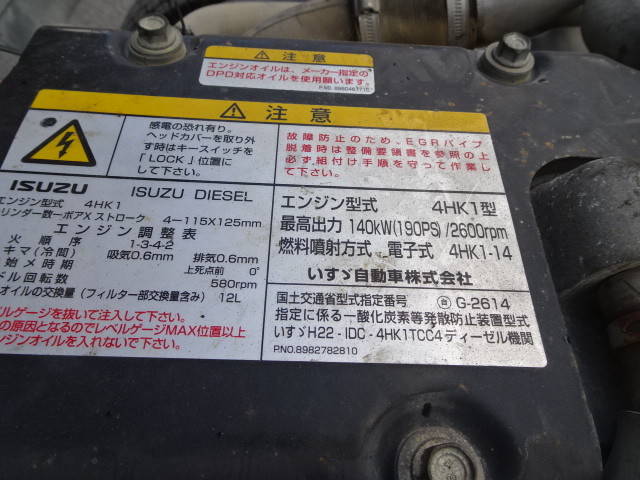 注意
エンジンオイルは、メーカー指定の
DPD対応オイルを使用願います。
P.NO. 8980487710
注意
感電の恐れ有り。
ヘッドカバーを取り外
す時はキースイッチを
「LOCK」位置に
して下さい。
故障防止のため、EGRパイプ
脱着時は整備要領書を参照の上
必ず組付け手順を守って作業し
て下さい。
ISUZU ISUZU DIESEL
ジン型式 4HK1
リンダー数-ボアXストローク 4-115X125mm
エンジン調整表
火順序 1-3-4-2
キマ(冷間) 吸気0.6mm 排気0.6mm
始め時期 上死点前 0°
ドル回転数 580rpm
オイルの交換量(フィルター部交換量含み) 12L
ルゲージを抜いて注入して下さい。
の原因となるのでレベルゲージMAX位置以上
ンジンオイルを入れないで下さい。
エンジン型式 4HK1型
最高出力 140kW(190PS)/2600rpm
燃料噴射方式 電子式 4HK1-14
いすゞ自動車株式会社
国土交通省型式指定番号 G-2614
指定に係る一酸化炭素等発散防止装置型式
いすゞH22-IDC-4HK1TCC4ディーゼル機関
P.NO.8982782810